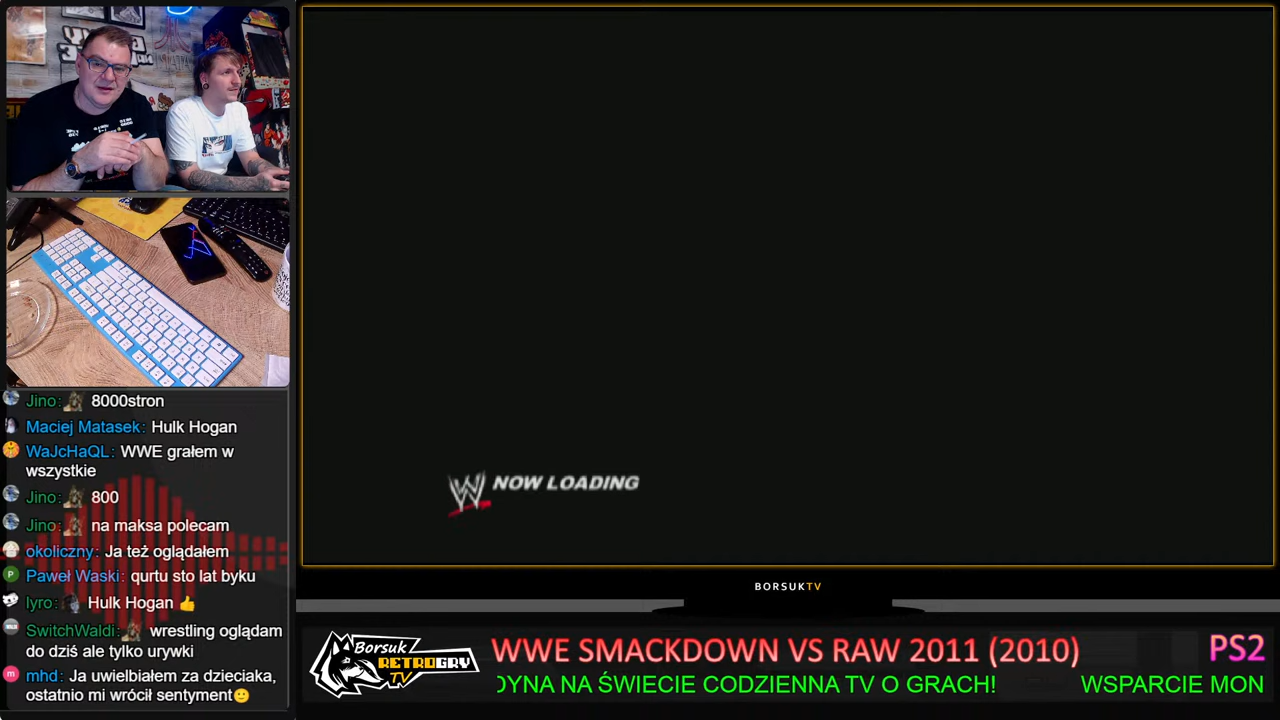 Jino: 8000stron
Maciej Matasek: Hulk Hogan
WaJcHaQL: WWE grałem w
wszystkie
Jino: 800
Jino: na maksa polecam
okoliczny: Ja też oglądałem
Paweł Waski: qurtu sto lat byku
lyro: Hulk Hogan 👍
SwitchWaldi: wrestling oglądam
do dziś ale tylko urywki
mhd: Ja uwielbiałem za dzieciaka,
ostatnio mi wrócił sentyment🙂
W NOW LOADING
BORSUKTV
Borsuk
RETROGRY
TV
WWE SMACKDOWN VS RAW 2011 (2010)
PS2
DYNA NA ŚWIECIE CODZIENNA TV O GRACH!
WSPARCIE MON